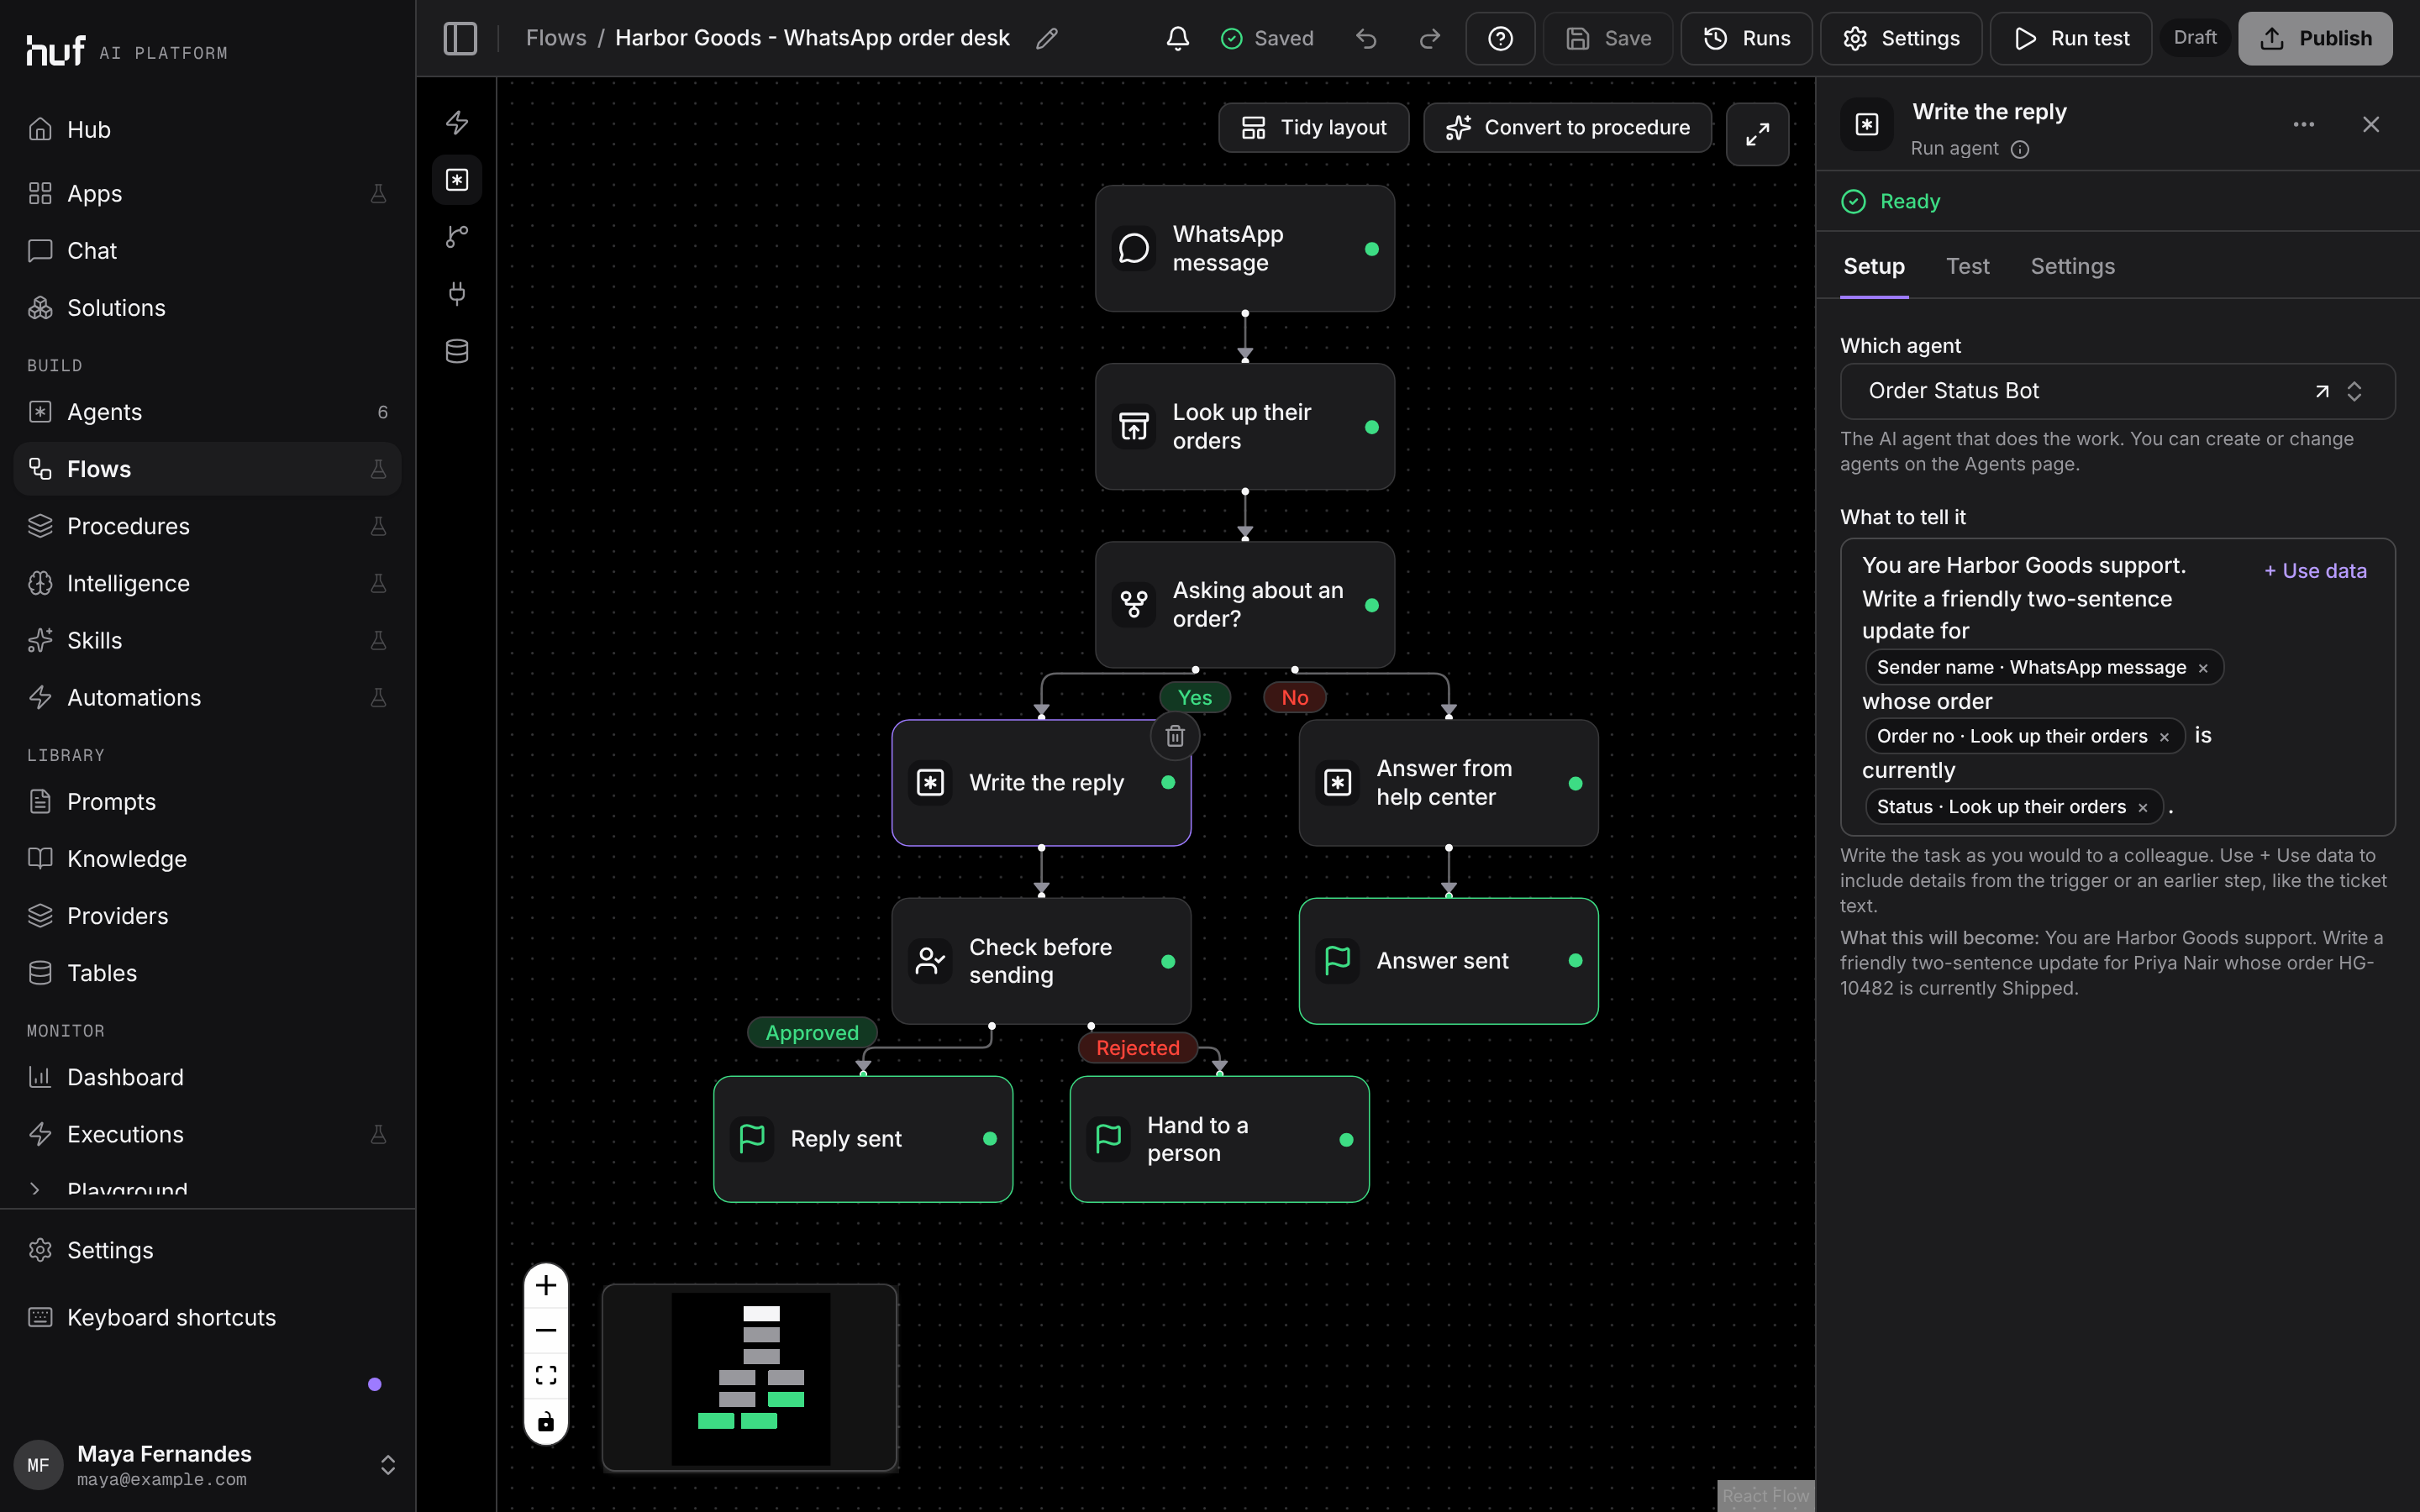 huf AI PLATFORM
Hub
Apps
Chat
Solutions
BUILD
Agents 6
Flows
Procedures
Intelligence
Skills
Automations
LIBRARY
Prompts
Knowledge
Providers
Tables
MONITOR
Dashboard
Executions
Playground
Settings
Keyboard shortcuts
MF
Maya Fernandes
maya@example.com
Flows / Harbor Goods - WhatsApp order desk
Saved
Save
Runs
Settings
Run test
Draft
Publish
Tidy layout
Convert to procedure
WhatsApp
message
Look up their
orders
Asking about an
order?
Yes
No
Write the reply
Answer from
help center
Check before
sending
Answer sent
Approved
Rejected
Reply sent
Hand to a
person
React Flow
Write the reply
Run agent
Ready
Setup
Test
Settings
Which agent
Order Status Bot
The AI agent that does the work. You can create or change
agents on the Agents page.
What to tell it
+ Use data
You are Harbor Goods support.
Write a friendly two-sentence
update for
Sender name · WhatsApp message ×
whose order
Order no · Look up their orders × is
currently
Status · Look up their orders × .
Write the task as you would to a colleague. Use + Use data to
include details from the trigger or an earlier step, like the ticket
text.
What this will become: You are Harbor Goods support. Write a
friendly two-sentence update for Priya Nair whose order HG-
10482 is currently Shipped.